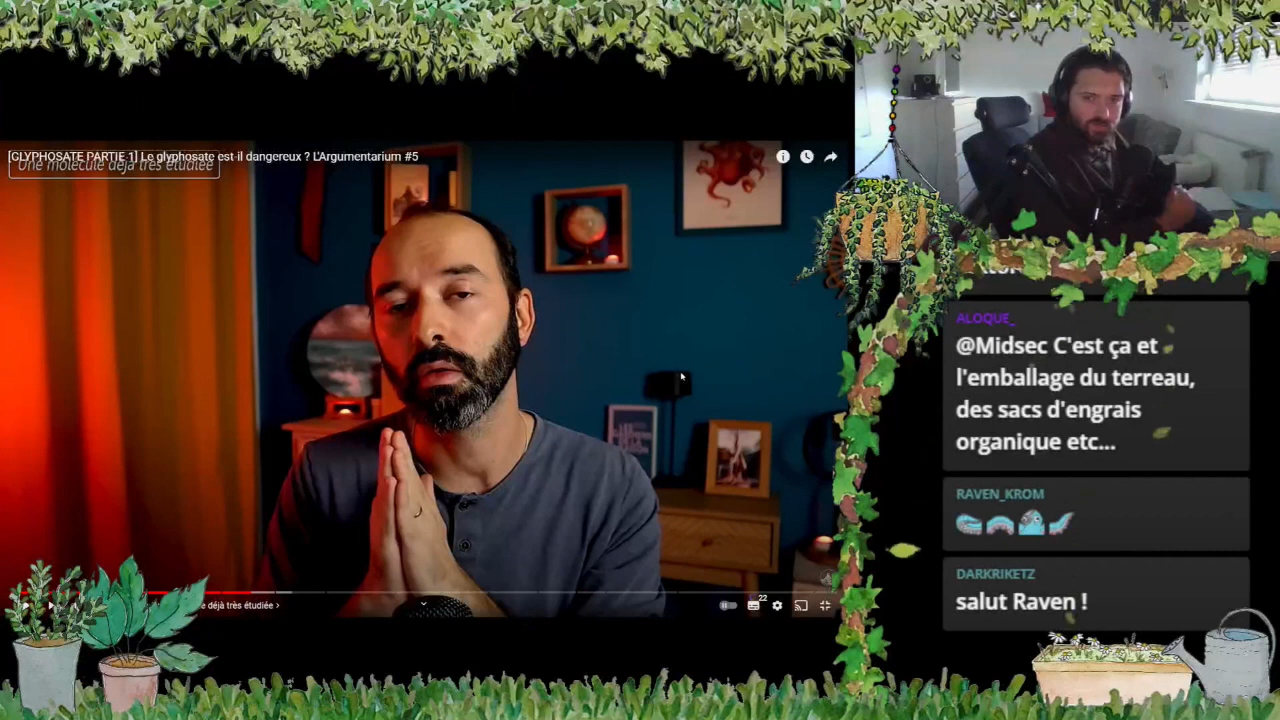 [GLYPHOSATE PARTIE 1] Le glyphosate est-il dangereux ? L'Argumentarium #5
Une molécule déjà très étudiée
e déjà très étudiée ›
22
ALOQUE_
@Midsec C'est ça et
l'emballage du terreau,
des sacs d'engrais
organique etc...
RAVEN_KROM
DARKRIKETZ
salut Raven !